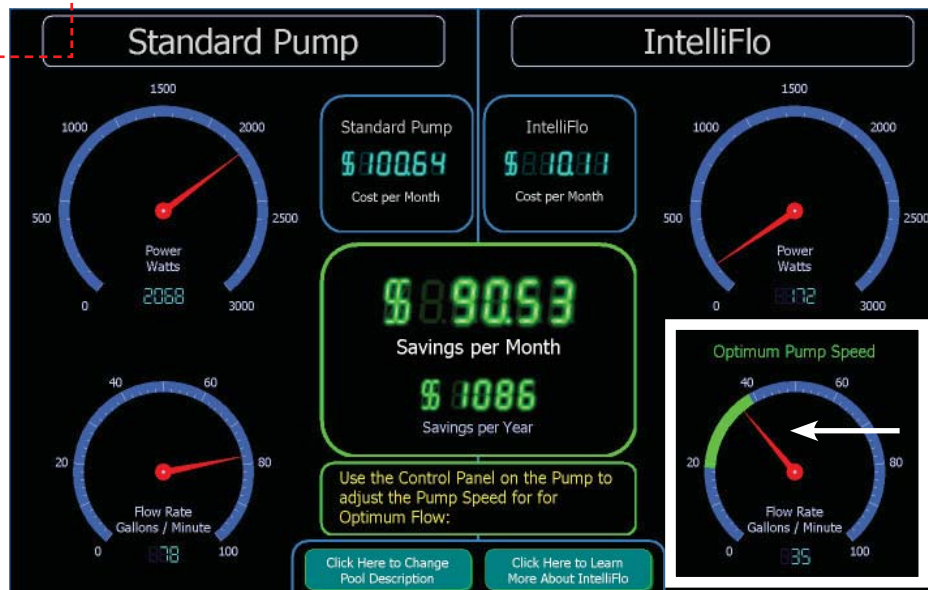 Standard Pump
IntelliFlo
1500
1000
2000
500
2500
Power
Watts
0
2068
3000
Standard Pump
$100.64
Cost per Month
IntelliFlo
$10.11
Cost per Month
1500
1000
2000
500
2500
Power
Watts
0
172
3000
$90.53
Savings per Month
$1086
Savings per Year
40
60
20
80
Flow Rate
Gallons / Minute
0
78
100
Use the Control Panel on the Pump to
adjust the Pump Speed for for
Optimum Flow:
Click Here to Change
Pool Description
Click Here to Learn
More About IntelliFlo
Optimum Pump Speed
40
60
20
80
Flow Rate
Gallons / Minute
0
35
100